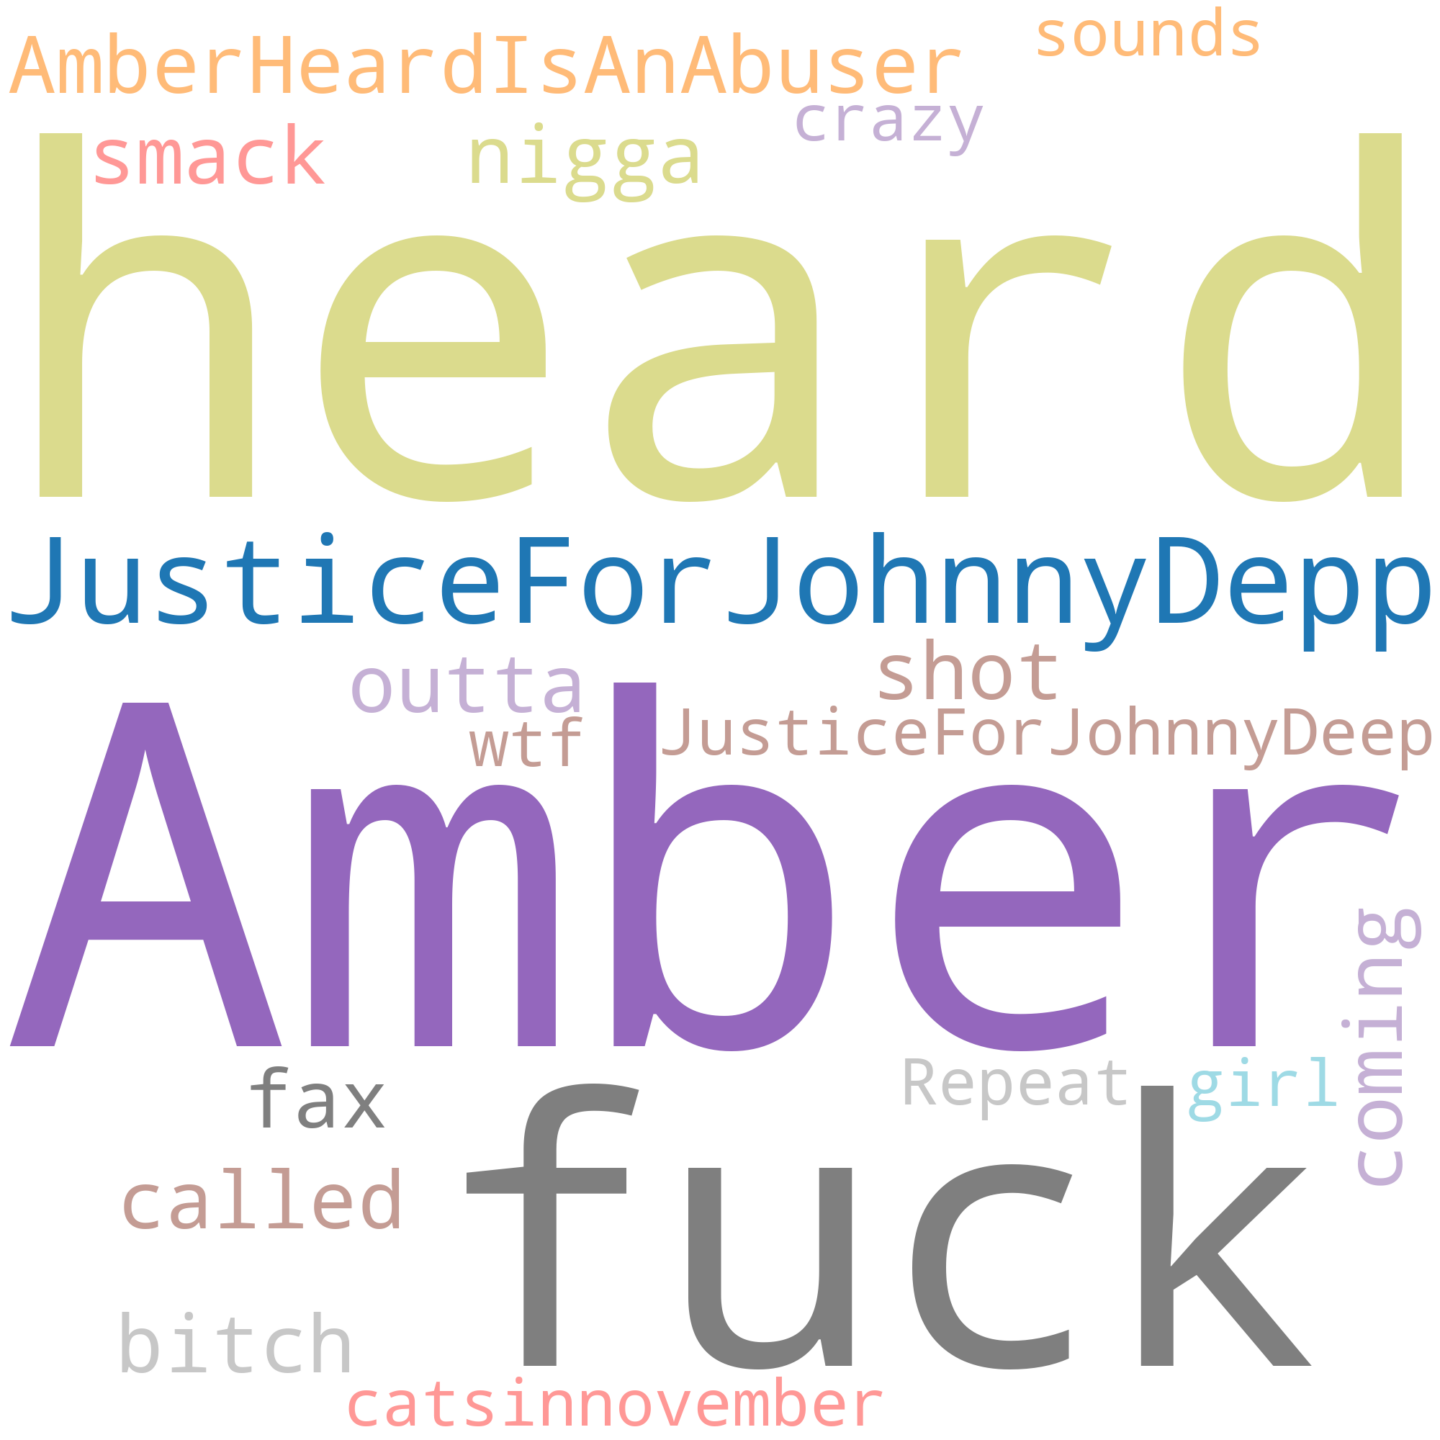 sounds
AmberHeardIsAnAbuser
crazy
smack nigga
heard
JusticeForJohnnyDepp
shot
outta
JusticeForJohnnyDeep
wtf
Amber
coming
Repeat girl
fax
fuck
called
bitch
catsinnovember